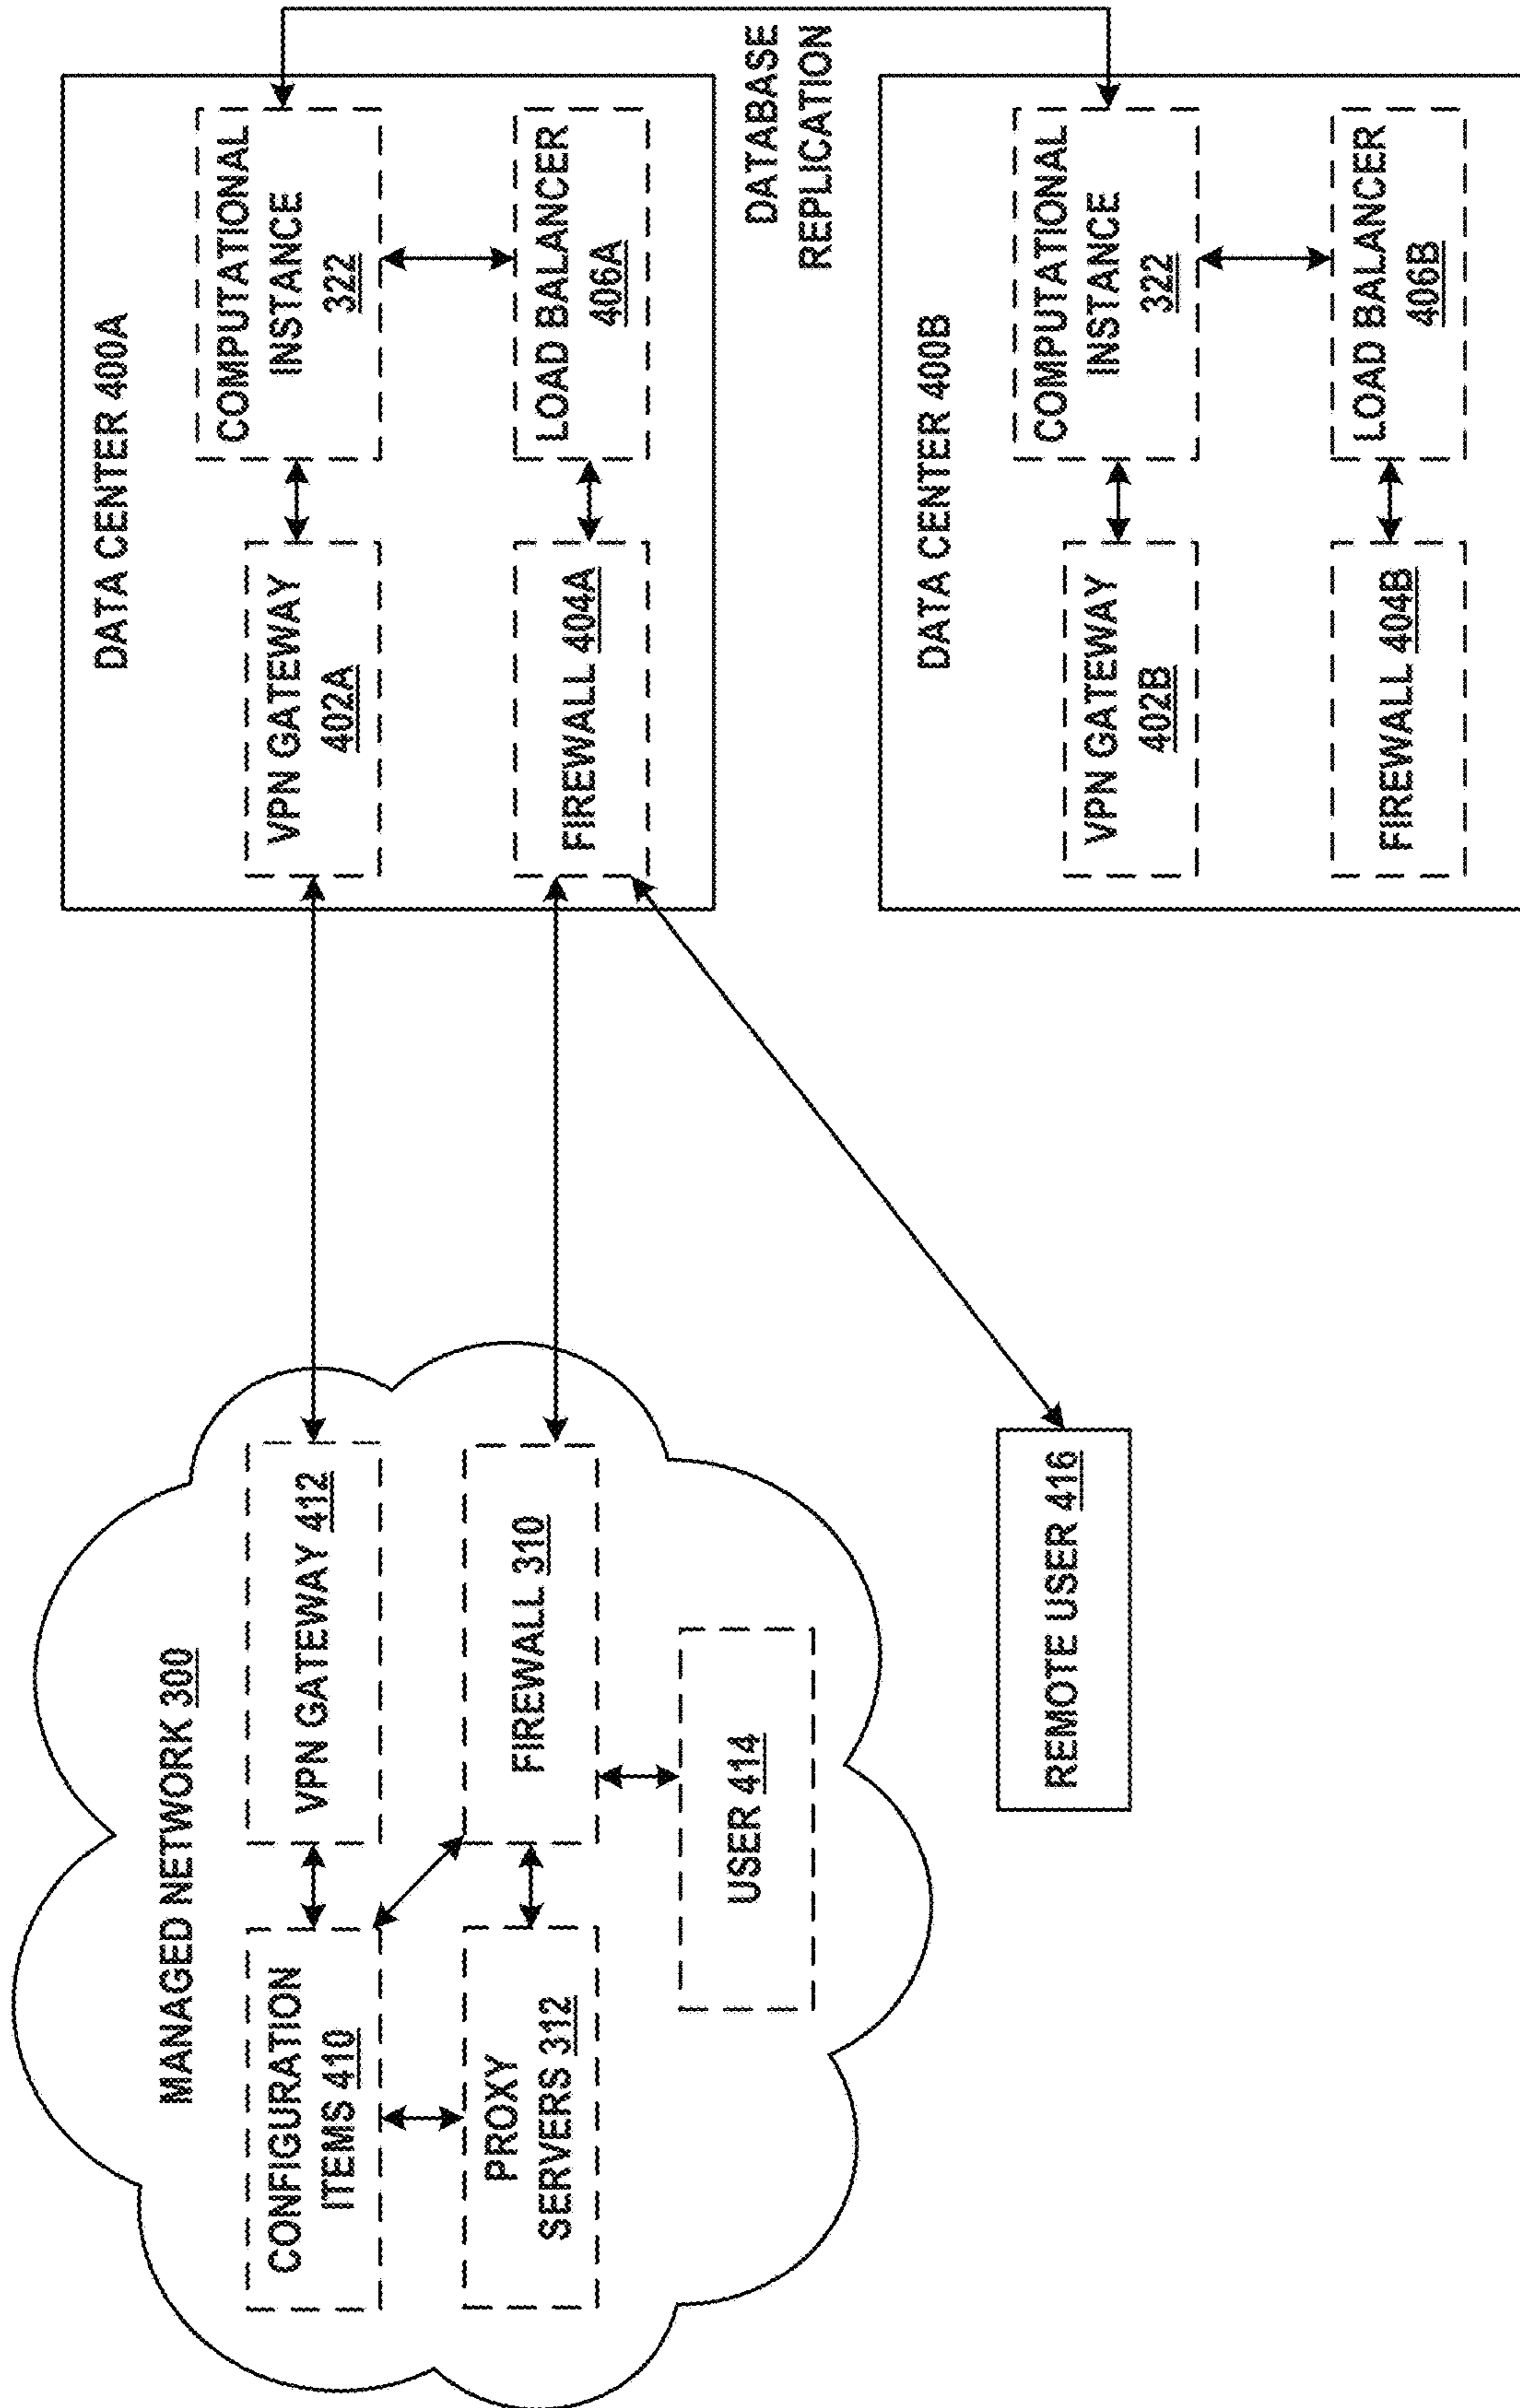 MANAGED NETWORK 300
CONFIGURATION
ITEMS 410
VPN GATEWAY 412
PROXY
SERVERS 312
FIREWALL 310
USER 414
REMOTE USER 416
DATA CENTER 400A
VPN GATEWAY
402A
COMPUTATIONAL
INSTANCE
322
FIREWALL 404A
LOAD BALANCER
406A
DATABASE
REPLICATION
DATA CENTER 400B
VPN GATEWAY
402B
COMPUTATIONAL
INSTANCE
322
FIREWALL 404B
LOAD BALANCER
406B